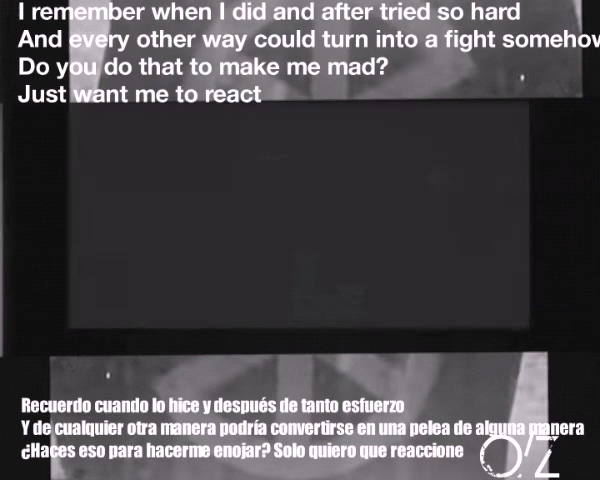 I remember when I did and after tried so hard
And every other way could turn into a fight somehow
Do you do that to make me mad?
Just want me to react
Recuerdo cuando lo hice y después de tanto esfuerzo
Y de cualquier otra manera podría convertirse en una pelea de alguna manera
¿Haces eso para hacerme enojar? Solo quiero que reaccione
O/Z